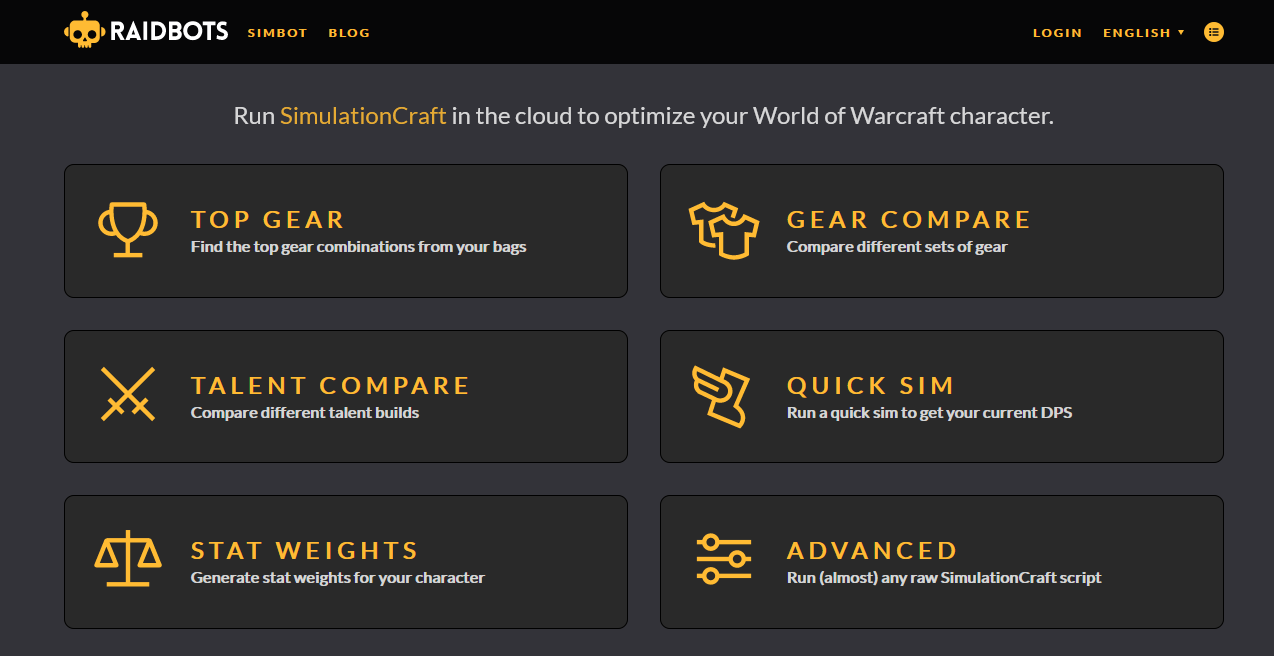 RAIDBOTS SIMBOT BLOG LOGIN ENGLISH
Run SimulationCraft in the cloud to optimize your World of Warcraft character.
TOP GEAR
Find the top gear combinations from your bags
GEAR COMPARE
Compare different sets of gear
TALENT COMPARE
Compare different talent builds
QUICK SIM
Run a quick sim to get your current DPS
STAT WEIGHTS
Generate stat weights for your character
ADVANCED
Run (almost) any raw SimulationCraft script